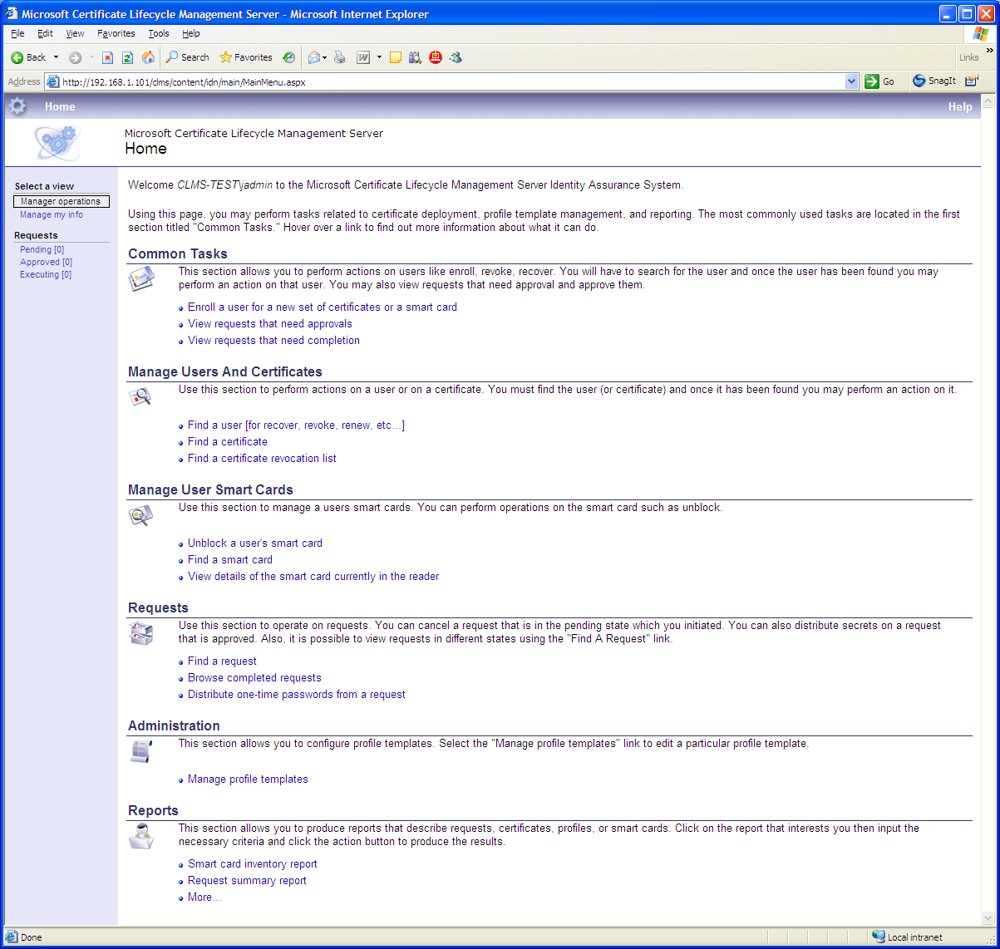 Microsoft Certificate Lifecycle Management Server - Microsoft Internet Explorer
File Edit View Favorites Tools Help
Back Search Favorites
Links
Address http://192.168.1.101/clms/content/idn/main/MainMenu.aspx Go SnagIt
Home Help
Microsoft Certificate Lifecycle Management Server
Home
Select a view
Manager operations
Manage my info
Requests
Pending [0]
Approved [0]
Executing [0]
Welcome CLMS-TEST\jadmin to the Microsoft Certificate Lifecycle Management Server Identity Assurance System.
Using this page, you may perform tasks related to certificate deployment, profile template management, and reporting. The most commonly used tasks are located in the first
section titled "Common Tasks." Hover over a link to find out more information about what it can do.
Common Tasks
This section allows you to perform actions on users like enroll, revoke, recover. You will have to search for the user and once the user has been found you may
perform an action on that user. You may also view requests that need approval and approve them.
Enroll a user for a new set of certificates or a smart card
View requests that need approvals
View requests that need completion
Manage Users And Certificates
Use this section to perform actions on a user or on a certificate. You must find the user (or certificate) and once it has been found you may perform an action on it.
Find a user [for recover, revoke, renew, etc...]
Find a certificate
Find a certificate revocation list
Manage User Smart Cards
Use this section to manage a users smart cards. You can perform operations on the smart card such as unblock.
Unblock a user's smart card
Find a smart card
View details of the smart card currently in the reader
Requests
Use this section to operate on requests. You can cancel a request that is in the pending state which you initiated. You can also distribute secrets on a request
that is approved. Also, it is possible to view requests in different states using the "Find A Request" link.
Find a request
Browse completed requests
Distribute one-time passwords from a request
Administration
This section allows you to configure profile templates. Select the "Manage profile templates" link to edit a particular profile template.
Manage profile templates
Reports
This section allows you to produce reports that describe requests, certificates, profiles, or smart cards. Click on the report that interests you then input the
necessary criteria and click the action button to produce the results.
Smart card inventory report
Request summary report
More...
Done Local intranet